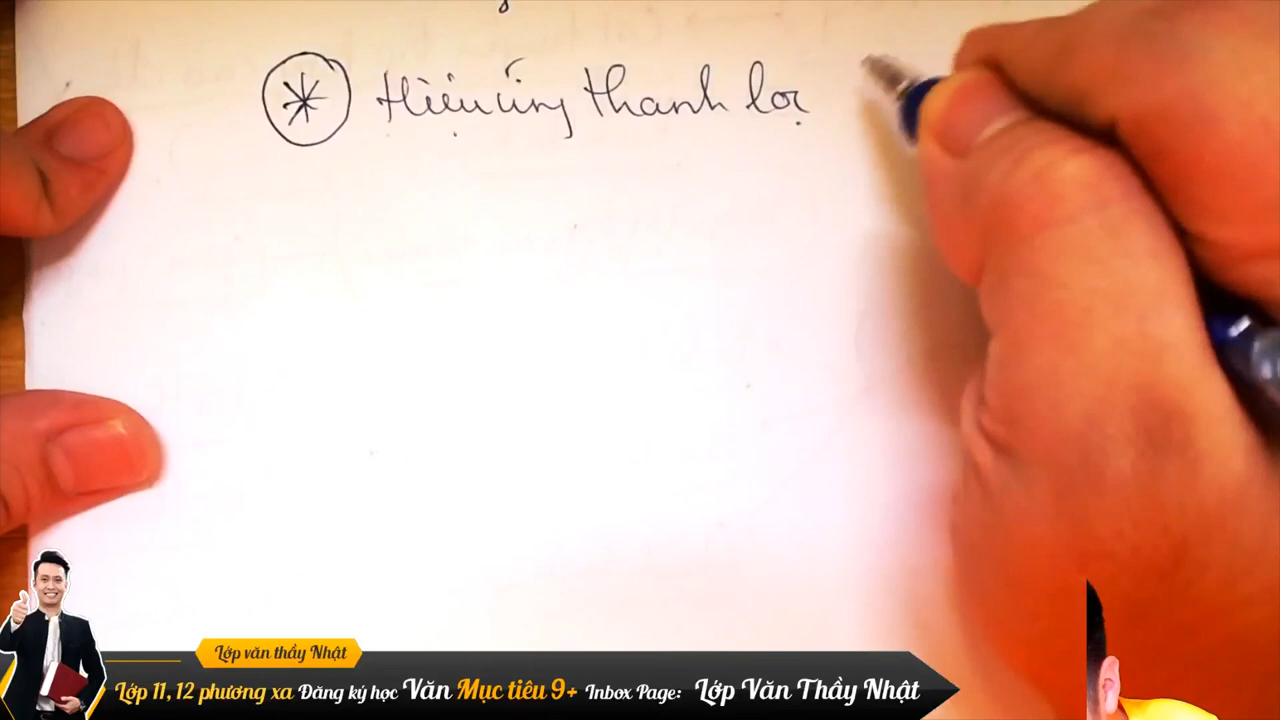 * Hiệu ứng thanh lọc
Lớp văn thầy Nhật
Lớp 11, 12 phương xa Đăng ký học Văn Mục tiêu 9+ Inbox Page: Lớp Văn Thầy Nhật